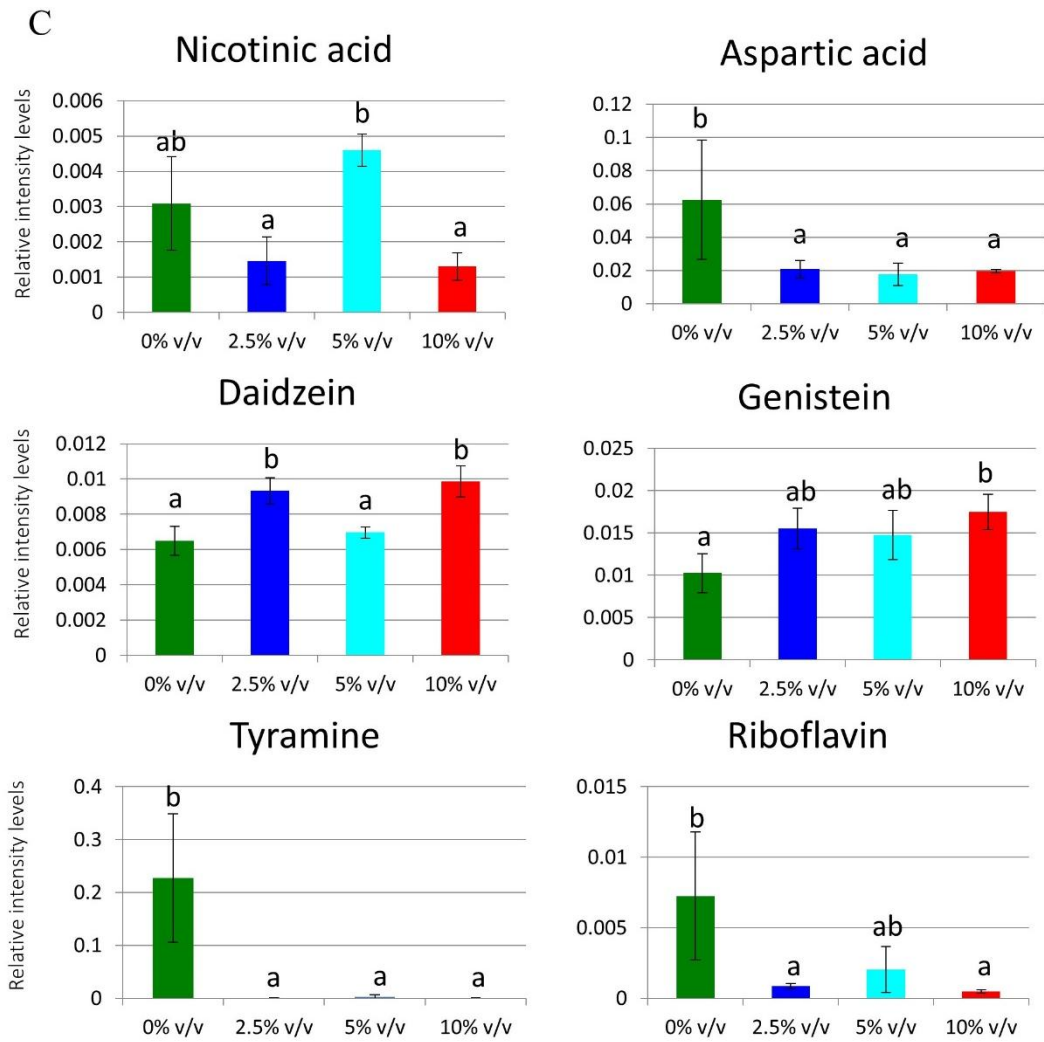 C
Nicotinic acid
Relative intensity levels
0.006
0.005
0.004
0.003
0.002
0.001
0
ab
a
b
a
0% v/v 2.5% v/v 5% v/v 10% v/v
Aspartic acid
0.12
0.1
0.08
0.06
0.04
0.02
0
b
a
a
a
0% v/v 2.5% v/v 5% v/v 10% v/v
Daidzein
Relative intensity levels
0.012
0.01
0.008
0.006
0.004
0.002
0
a
b
a
b
0% v/v 2.5% v/v 5% v/v 10% v/v
Genistein
0.025
0.02
0.015
0.01
0.005
0
a
ab
ab
b
0% v/v 2.5% v/v 5% v/v 10% v/v
Tyramine
Relative intensity levels
0.4
0.3
0.2
0.1
0
b
a
a
a
0% v/v 2.5% v/v 5% v/v 10% v/v
Riboflavin
0.015
0.01
0.005
0
b
a
ab
a
0% v/v 2.5% v/v 5% v/v 10% v/v